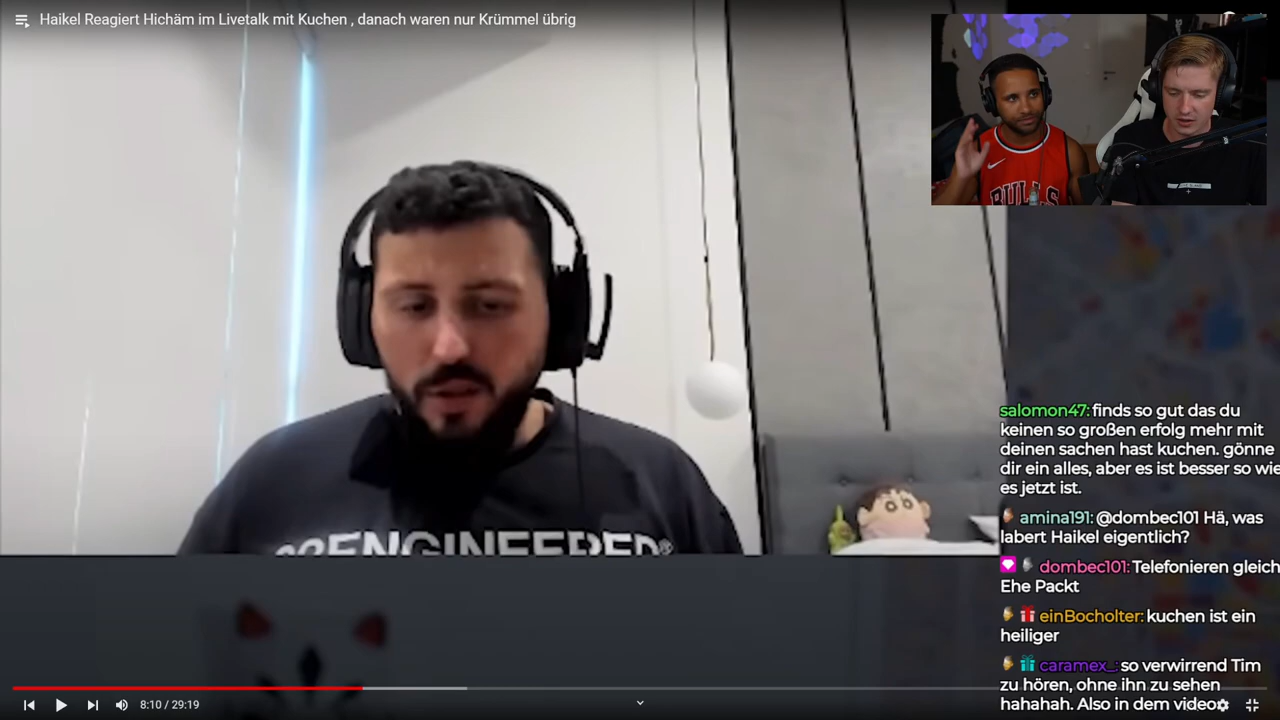 Haikel Reagiert Hichäm im Livetalk mit Kuchen , danach waren nur Krümmel übrig
BULLS
salomon47: finds so gut das du
keinen so großen erfolg mehr mit
deinen sachen hast kuchen. gönne
dir ein alles, aber es ist besser so wie
es jetzt ist.
amina191: @dombec101 Hä, was
labert Haikel eigentlich?
dombec101: Telefonieren gleich
Ehe Packt
einBocholter: kuchen ist ein
heiliger
caramex_: so verwirrend Tim
zu hören, ohne ihn zu sehen
hahahah. Also in dem video
8:10 / 29:19